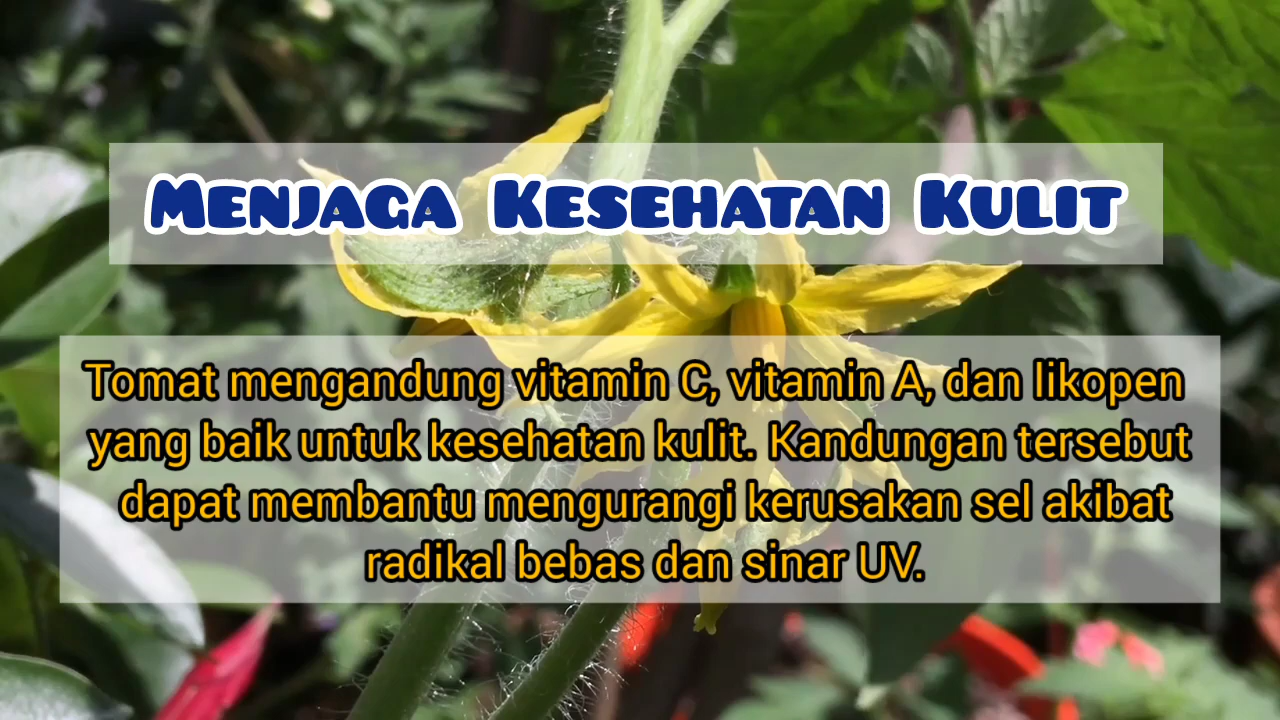 Menjaga Kesehatan Kulit
Tomat mengandung vitamin C, vitamin A, dan likopen
yang baik untuk kesehatan kulit. Kandungan tersebut
dapat membantu mengurangi kerusakan sel akibat
radikal bebas dan sinar UV.